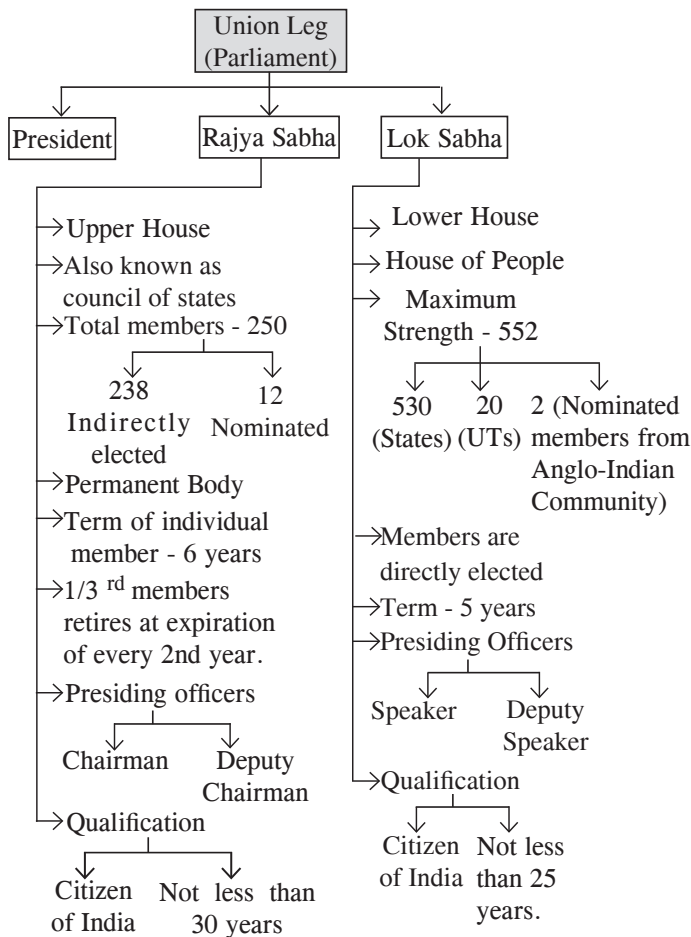 Union Leg
(Parliament)
President
Rajya Sabha
Lok Sabha
Upper House
Also known as
council of states
Total members - 250
238
Indirectly
elected
12
Nominated
Permanent Body
Term of individual
member - 6 years
1/3 rd members
retires at expiration
of every 2nd year.
Presiding officers
Chairman
Deputy
Chairman
Qualification
Citizen
of India
Not less than
30 years
Lower House
House of People
Maximum
Strength - 552
530
(States)
20
(UTs)
2 (Nominated
members from
Anglo-Indian
Community)
Members are
directly elected
Term - 5 years
Presiding Officers
Speaker
Deputy
Speaker
Qualification
Citizen
of India
Not less
than 25
years.